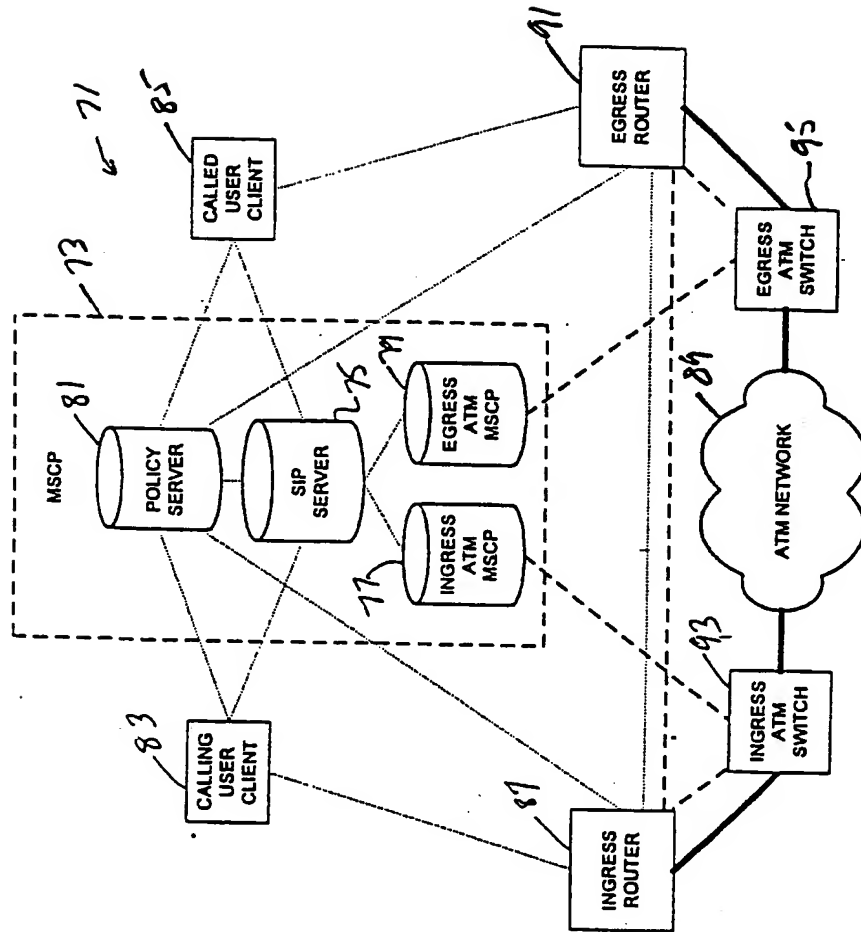 71
73
MSCP
81
POLICY
SERVER
SIP
SERVER
75
77
INGRESS
ATM
MSCP
79
EGRESS
ATM
MSCP
83
CALLING
USER
CLIENT
85
CALLED
USER
CLIENT
87
INGRESS
ROUTER
91
EGRESS
ROUTER
93
INGRESS
ATM
SWITCH
89
ATM NETWORK
95
EGRESS
ATM
SWITCH